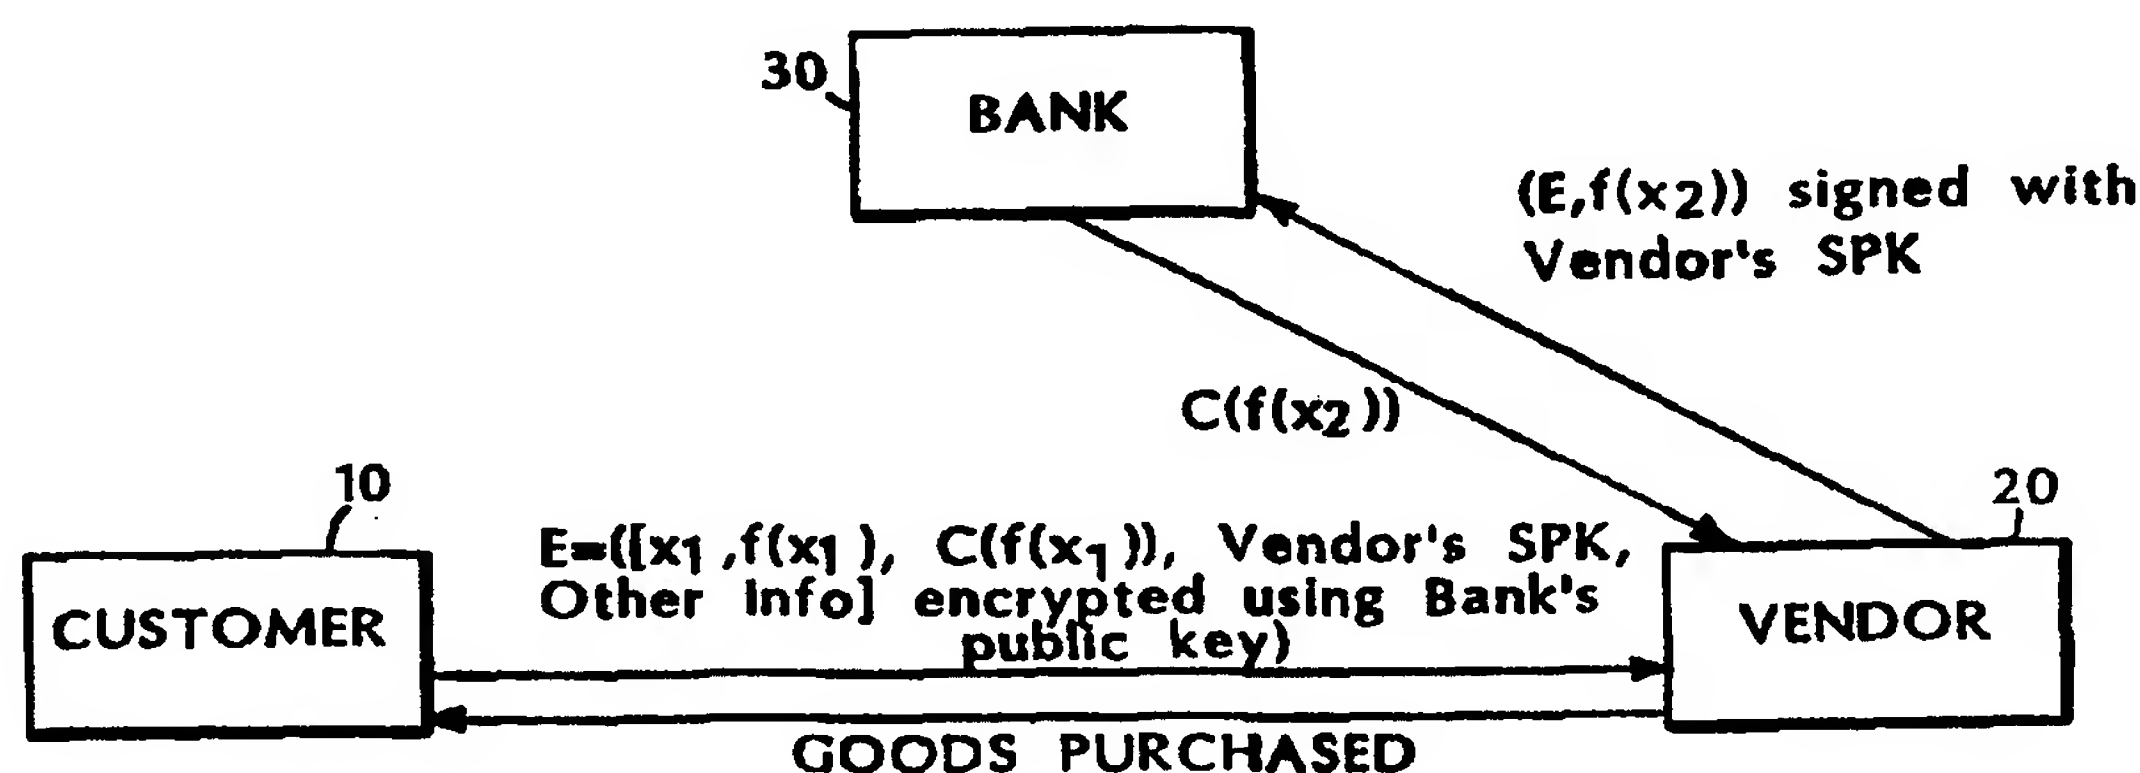 30
BANK
(E,f(x2)) signed with
Vendor's SPK
C(f(x2))
10
20
E=([x1,f(x1), C(f(x1)), Vendor's SPK,
Other info] encrypted using Bank's
public key)
CUSTOMER
VENDOR
GOODS PURCHASED